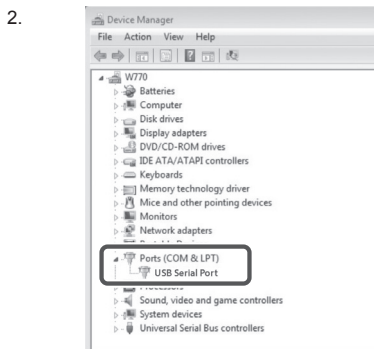 2.
Device Manager
File Action View Help
W770
Batteries
Computer
Disk drives
Display adapters
DVD/CD-ROM drives
IDE ATA/ATAPI controllers
Keyboards
Memory technology driver
Mice and other pointing devices
Monitors
Network adapters
Ports (COM & LPT)
USB Serial Port
Sound, video and game controllers
System devices
Universal Serial Bus controllers